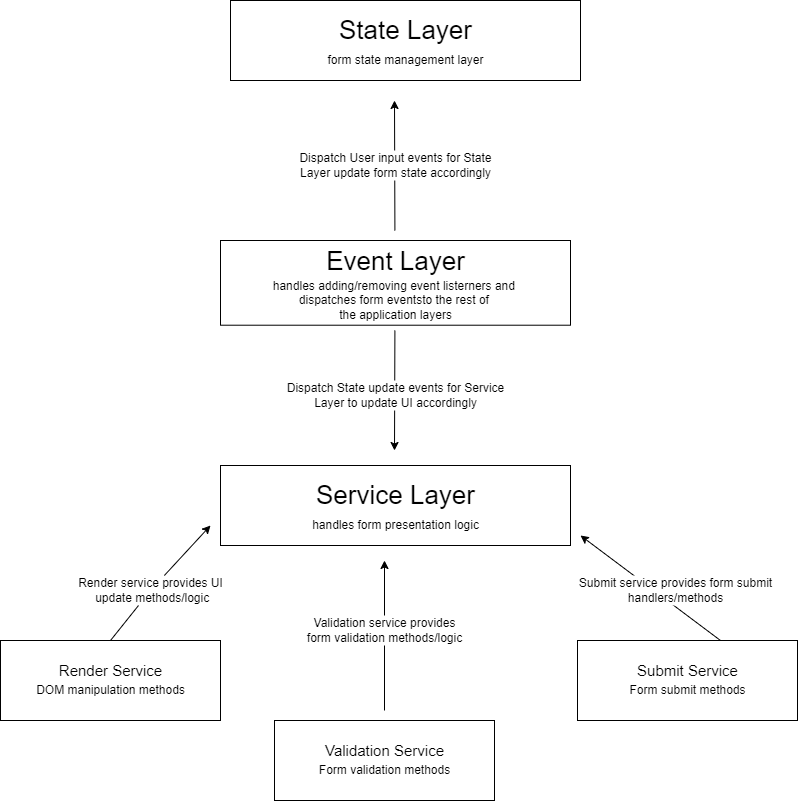 State Layer
form state management layer
Dispatch User input events for State
Layer update form state accordingly
Event Layer
handles adding/removing event listerners and
dispatches form eventsto the rest of
the application layers
Dispatch State update events for Service
Layer to update UI accordingly
Service Layer
handles form presentation logic
Render service provides UI
update methods/logic
Validation service provides
form validation methods/logic
Submit service provides form submit
handlers/methods
Render Service
DOM manipulation methods
Validation Service
Form validation methods
Submit Service
Form submit methods